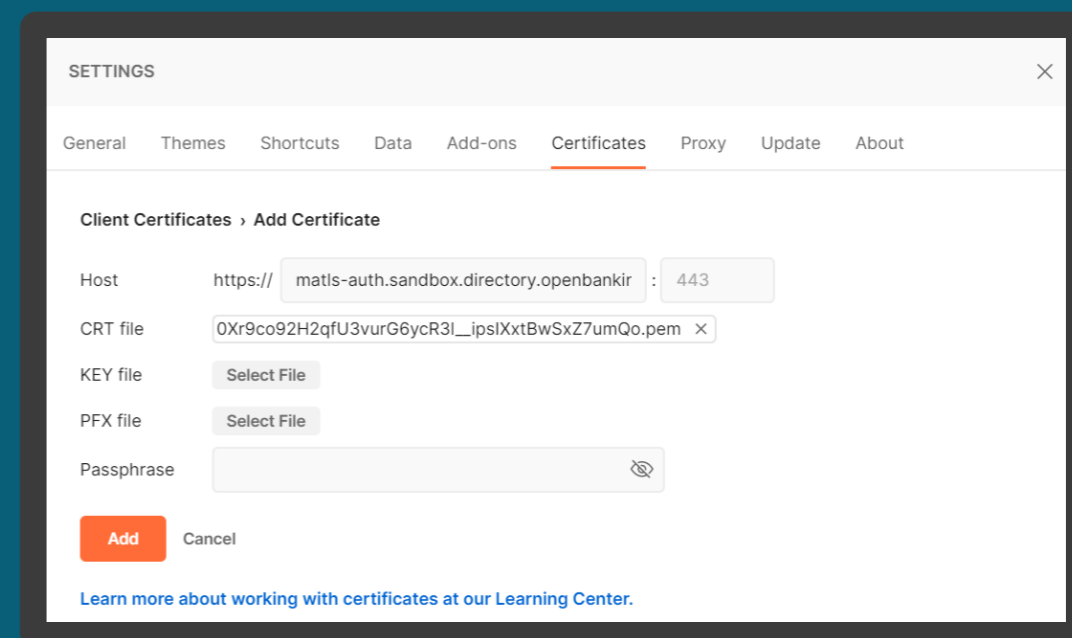 SETTINGS
General Themes Shortcuts Data Add-ons Certificates Proxy Update About
Client Certificates › Add Certificate
Host https:// matls-auth.sandbox.directory.openbankir : 443
CRT file 0Xr9co92H2qfU3vurG6ycR3l__ipsIXxtBwSxZ7umQo.pem
KEY file Select File
PFX file Select File
Passphrase
Add Cancel
Learn more about working with certificates at our Learning Center.